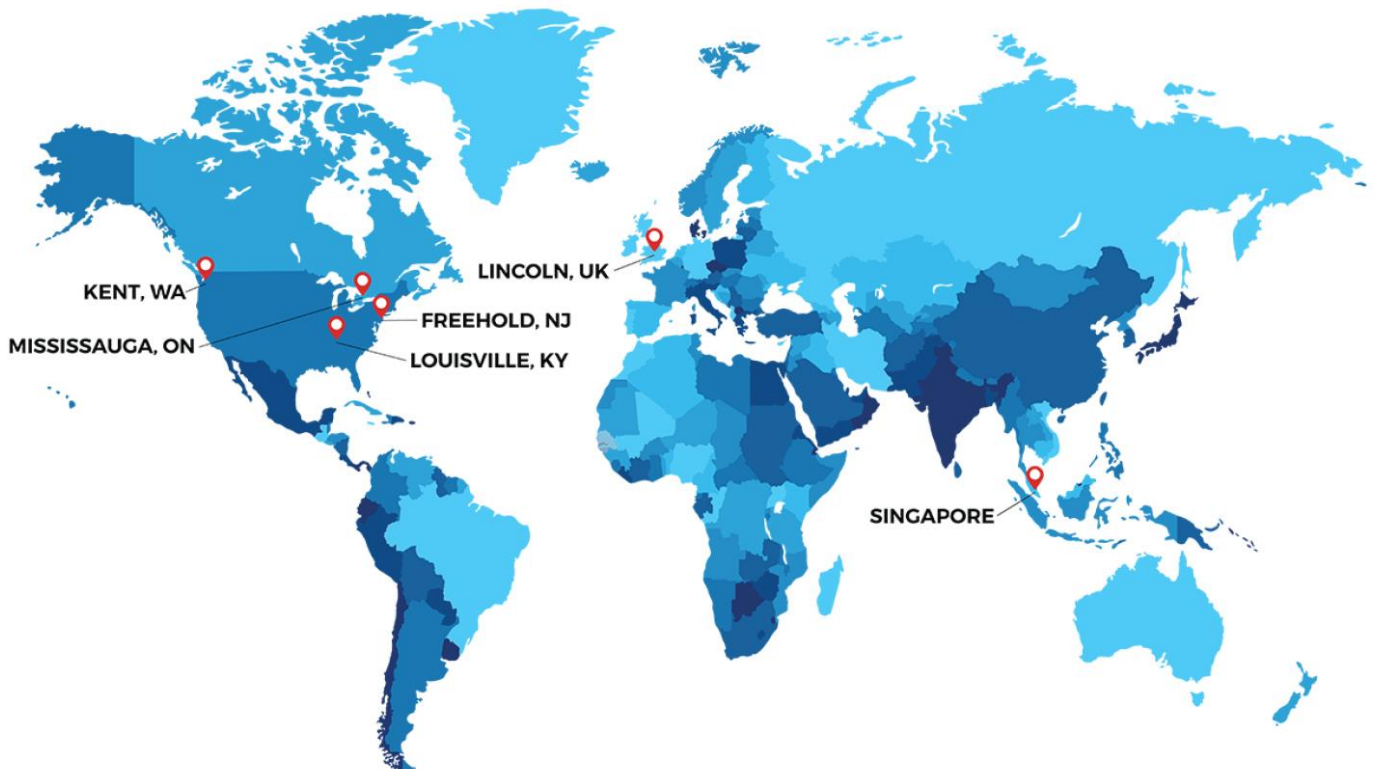 LINCOLN, UK
KENT, WA
FREEHOLD, NJ
MISSISSAUGA, ON
LOUISVILLE, KY
SINGAPORE